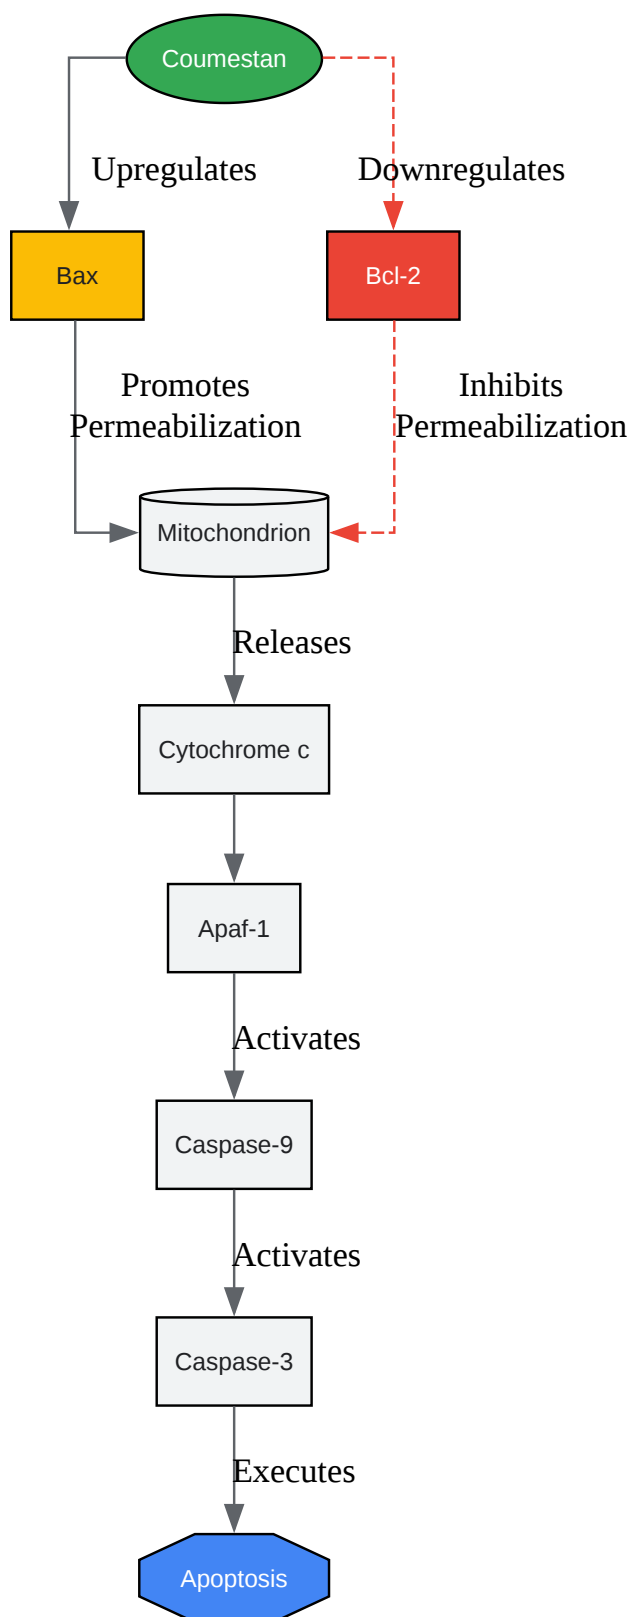 Coumestan
Upregulates
Downregulates
Bax
Bcl-2
Promotes
Permeabilization
Inhibits
Permeabilization
Mitochondrion
Releases
Cytochrome c
Apaf-1
Activates
Caspase-9
Activates
Caspase-3
Executes
Apoptosis